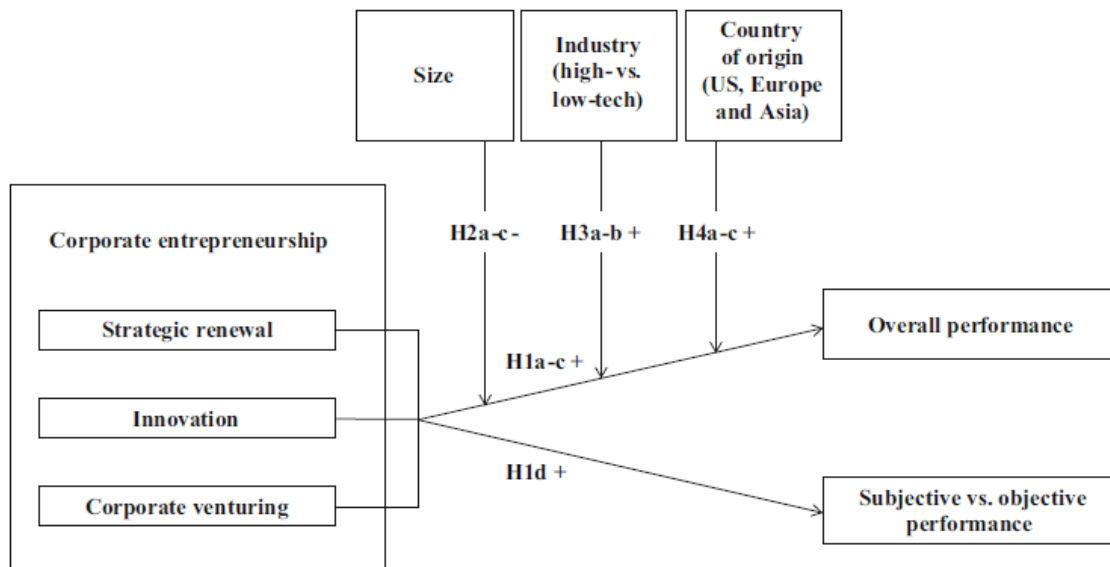 Size
Industry
(high- vs.
low-tech)
Country
of origin
(US, Europe
and Asia)
H2a-c -
H3a-b +
H4a-c +
Corporate entrepreneurship
Strategic renewal
Innovation
Corporate venturing
H1a-c +
H1d +
Overall performance
Subjective vs. objective
performance